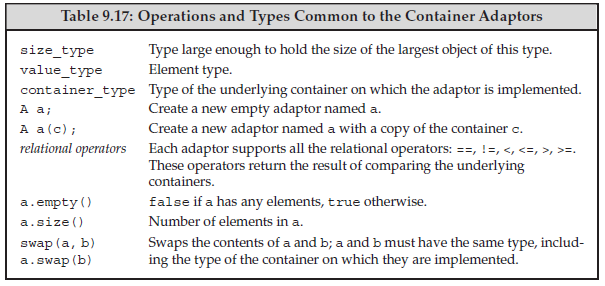 Table 9.17: Operations and Types Common to the Container Adaptors
size_type Type large enough to hold the size of the largest object of this type.
value_type Element type.
container_type Type of the underlying container on which the adaptor is implemented.
A a; Create a new empty adaptor named a.
A a(c); Create a new adaptor named a with a copy of the container c.
relational operators Each adaptor supports all the relational operators: ==, !=, <, <=, >, >=.
These operators return the result of comparing the underlying
containers.
a.empty() false if a has any elements, true otherwise.
a.size() Number of elements in a.
swap(a, b) Swaps the contents of a and b; a and b must have the same type, includ-
a.swap(b) ing the type of the container on which they are implemented.